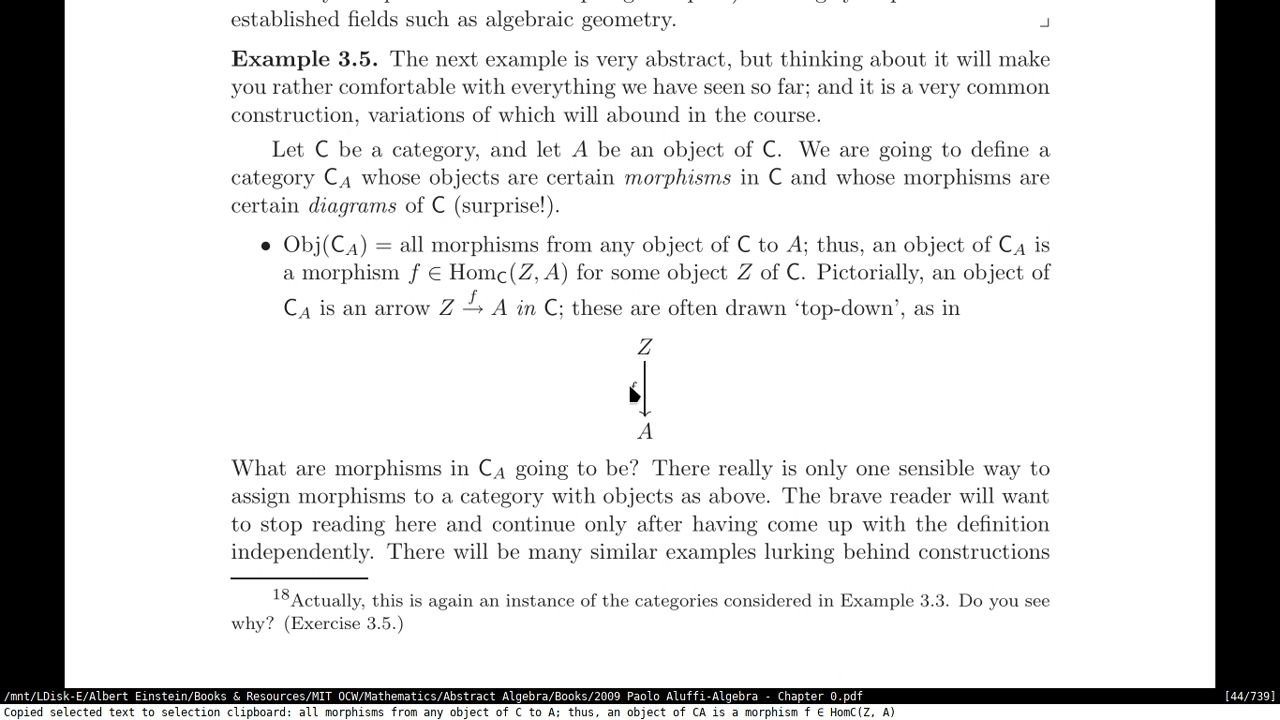 established fields such as algebraic geometry. ⌟
Example 3.5. The next example is very abstract, but thinking about it will make
you rather comfortable with everything we have seen so far; and it is a very common
construction, variations of which will abound in the course.
Let C be a category, and let A be an object of C. We are going to define a
category C_A whose objects are certain morphisms in C and whose morphisms are
certain diagrams of C (surprise!).
• Obj(C_A) = all morphisms from any object of C to A; thus, an object of C_A is
a morphism f ∈ Hom_C(Z, A) for some object Z of C. Pictorially, an object of
C_A is an arrow Z →^f A in C; these are often drawn ‘top-down’, as in
Z
A
What are morphisms in C_A going to be? There really is only one sensible way to
assign morphisms to a category with objects as above. The brave reader will want
to stop reading here and continue only after having come up with the definition
independently. There will be many similar examples lurking behind constructions
18Actually, this is again an instance of the categories considered in Example 3.3. Do you see
why? (Exercise 3.5.)
/mnt/LDisk-E/Albert Einstein/Books & Resources/MIT OCW/Mathematics/Abstract Algebra/Books/2009 Paolo Aluffi-Algebra - Chapter 0.pdf [44/739]
Copied selected text to selection clipboard: all morphisms from any object of C to A; thus, an object of CA is a morphism f ∈ HomC(Z, A)